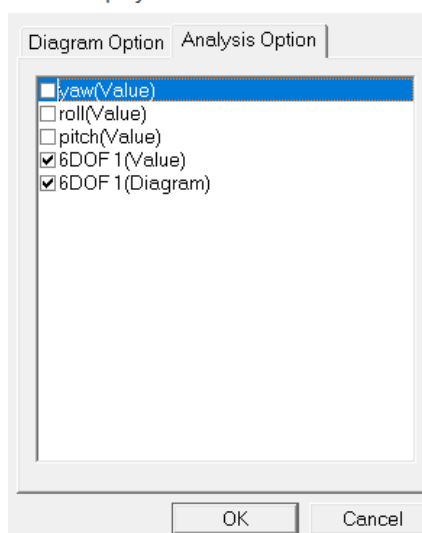 Diagram Option Analysis Option
yaw(Value)
roll(Value)
pitch(Value)
6DOF 1(Value)
6DOF 1(Diagram)
OK Cancel